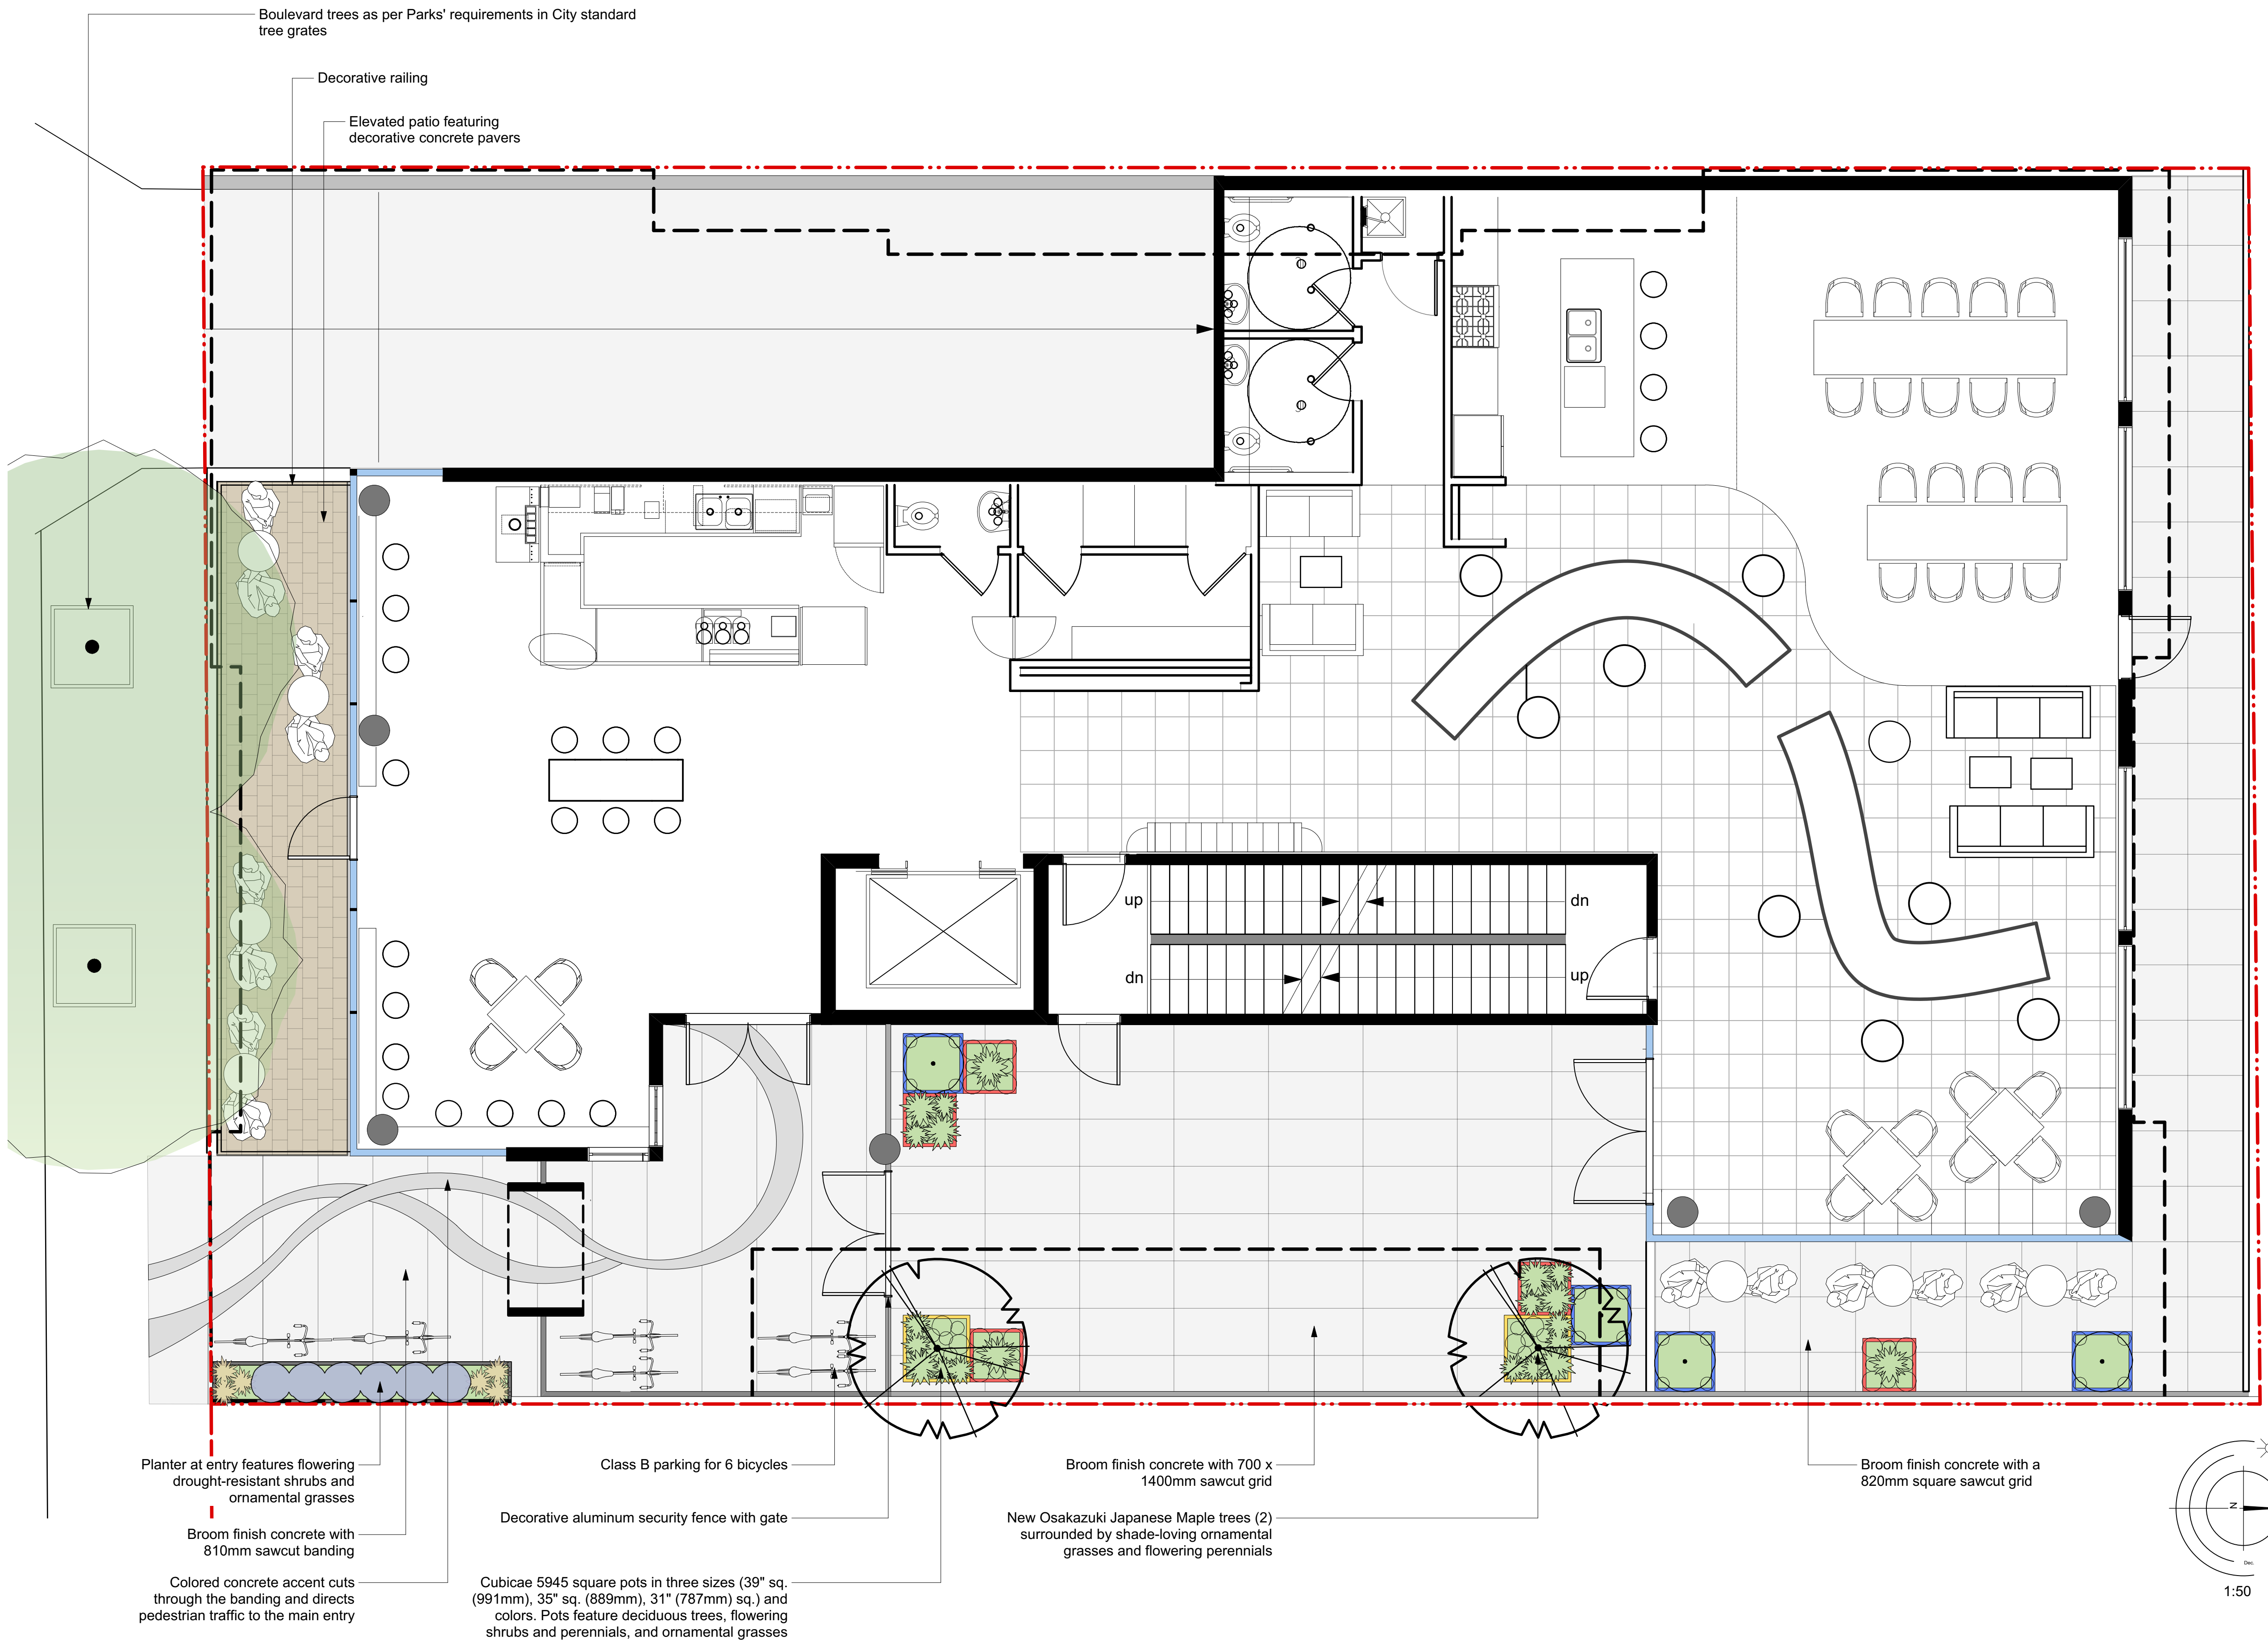 Boulevard trees as per Parks' requirements in City standard
tree grates
Decorative railing
Elevated patio featuring
decorative concrete pavers
up
dn
dn
up
Planter at entry features flowering
drought-resistant shrubs and
ornamental grasses
Broom finish concrete with
810mm sawcut banding
Colored concrete accent cuts
through the banding and directs
pedestrian traffic to the main entry
Class B parking for 6 bicycles
Decorative aluminum security fence with gate
Cubicae 5945 square pots in three sizes (39" sq.
(991mm), 35" sq. (889mm), 31" (787mm) sq.) and
colors. Pots feature deciduous trees, flowering
shrubs and perennials, and ornamental grasses
Broom finish concrete with 700 x
1400mm sawcut grid
New Osakazuki Japanese Maple trees (2)
surrounded by shade-loving ornamental
grasses and flowering perennials
Broom finish concrete with a
820mm square sawcut grid
N
Dec
1:50